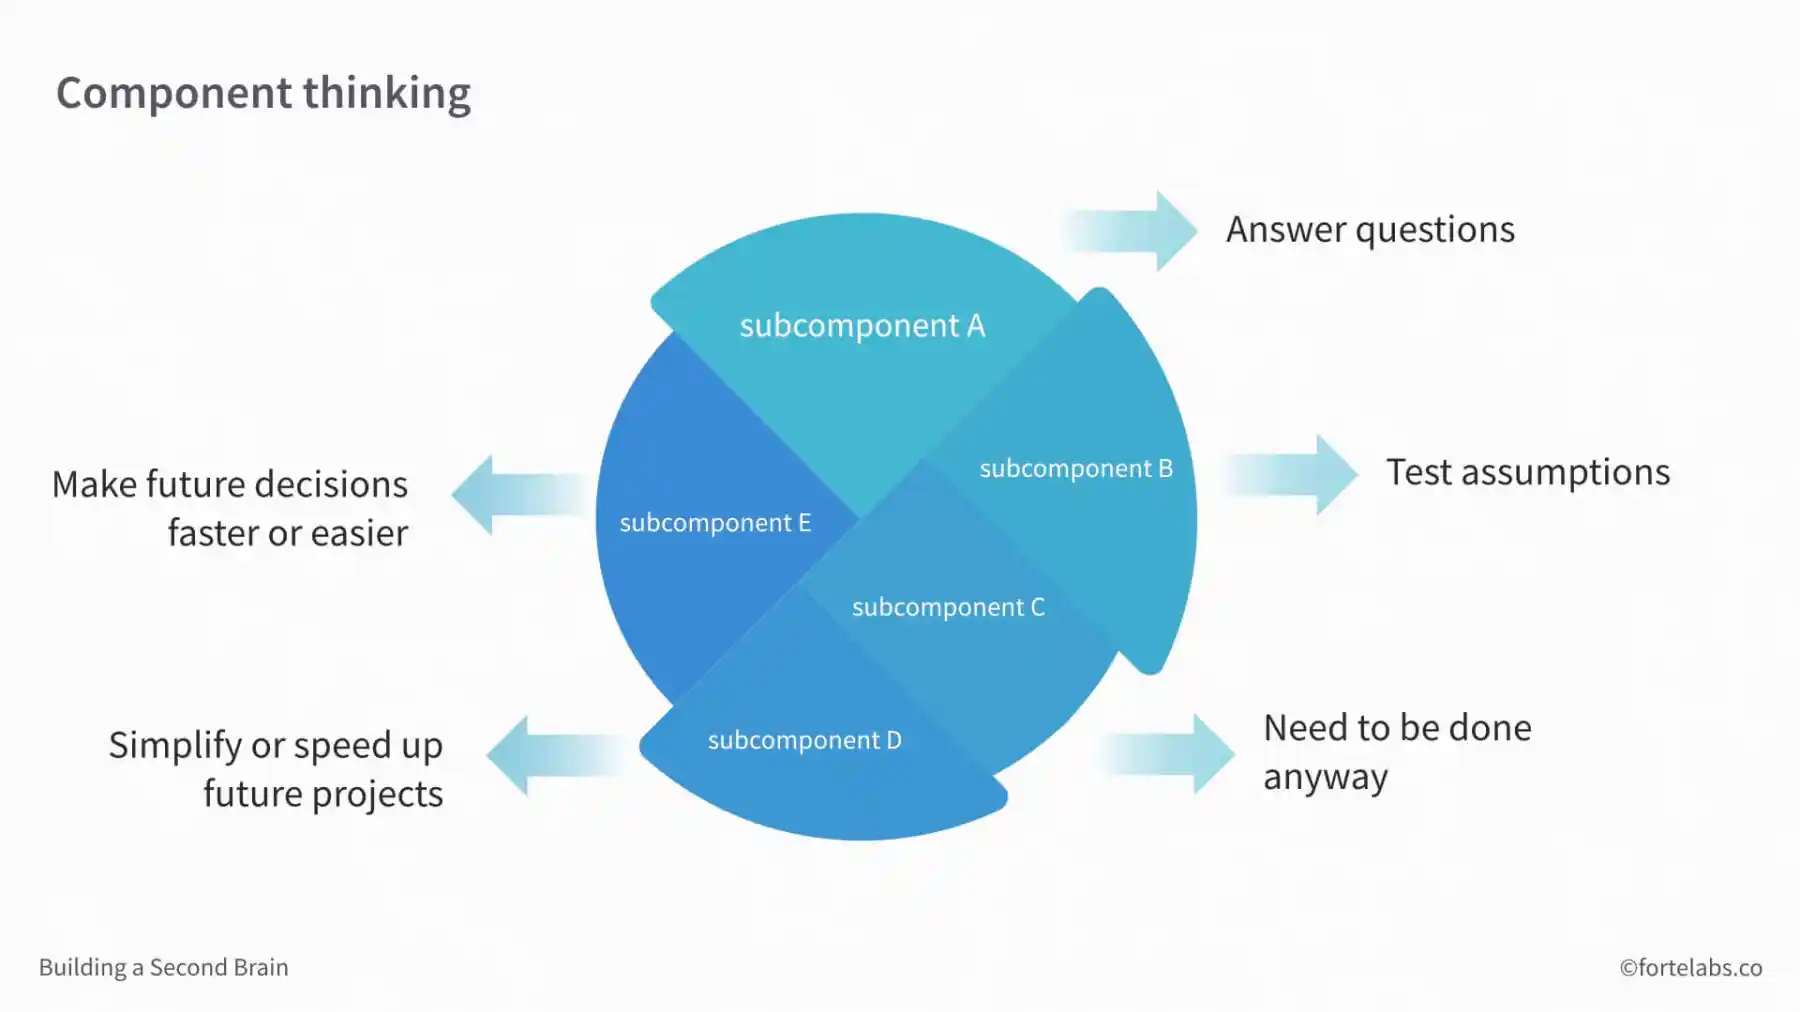 Component thinking
Answer questions
subcomponent A
subcomponent B
Test assumptions
Make future decisions
faster or easier
subcomponent E
subcomponent C
Need to be done
anyway
subcomponent D
Simplify or speed up
future projects
Building a Second Brain
©fortelabs.co